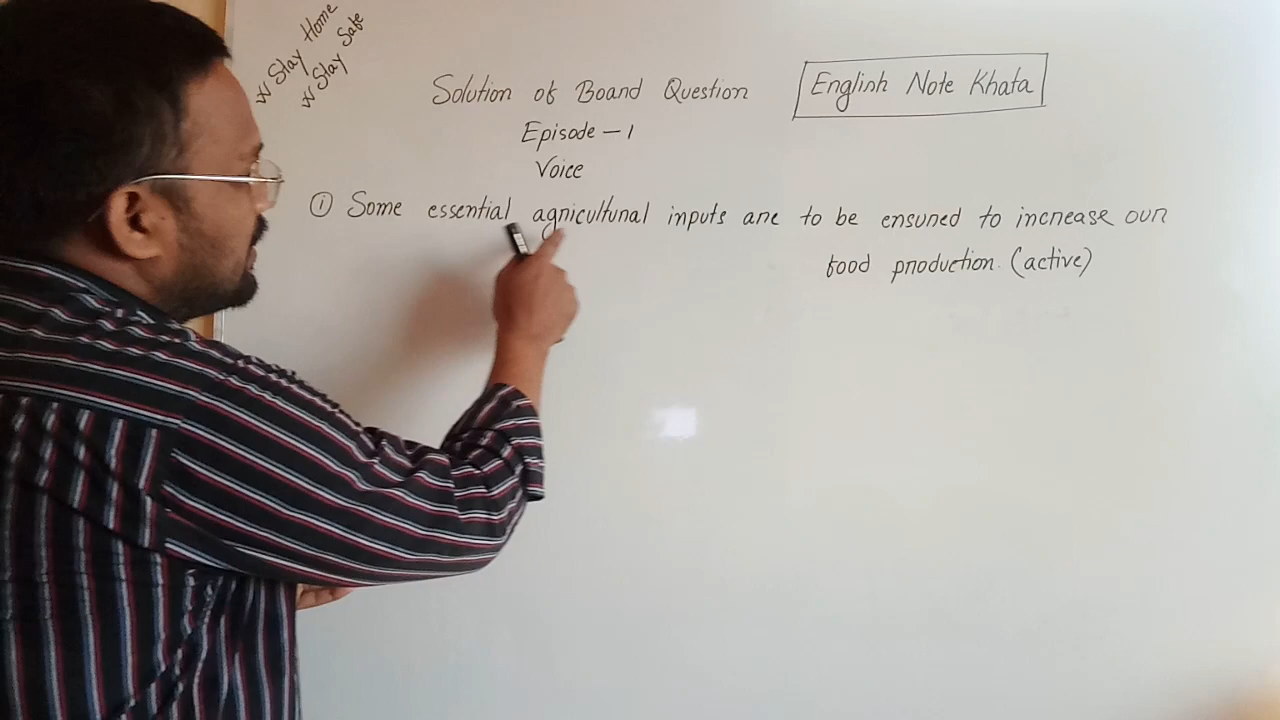 w Stay Home
w Stay Safe
Solution of Board Question
English Note Khata
Episode - 1
Voice
① Some essential agricultural inputs are to be ensured to increase our
food production. (active)